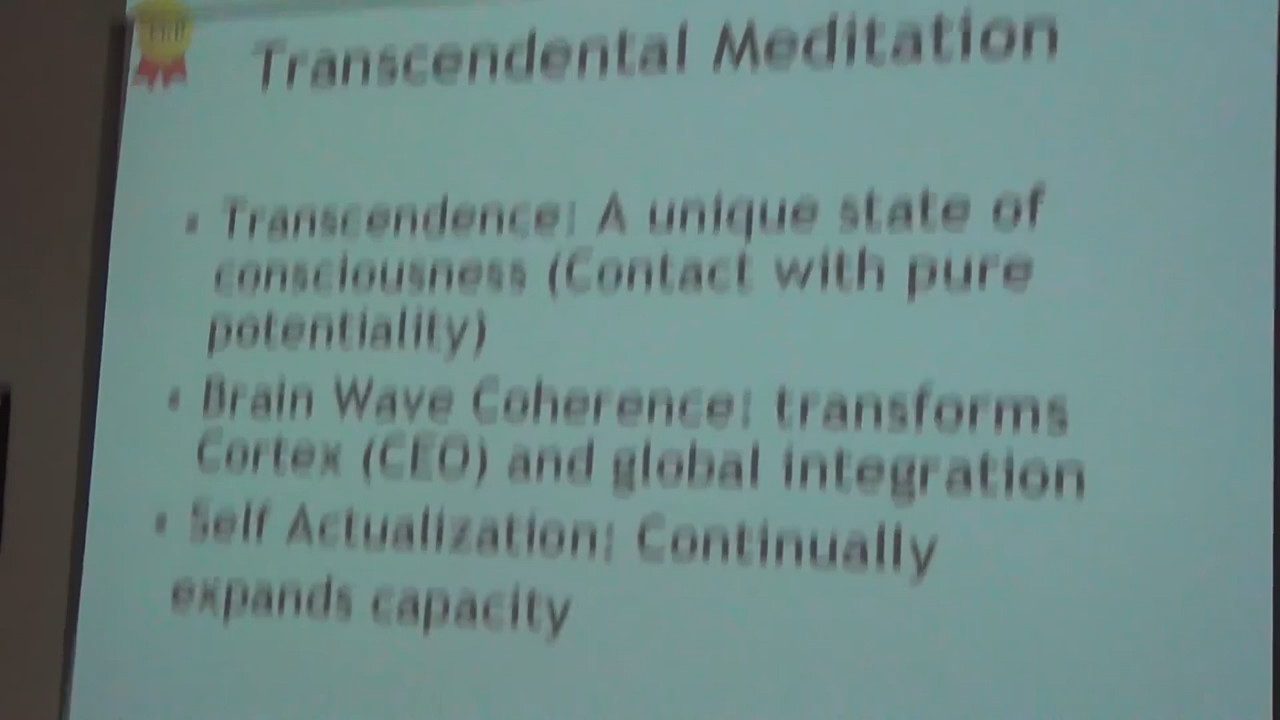 Transcendental Meditation
• Transcendence: A unique state of
consciousness (Contact with pure
potentiality)
• Brain Wave Coherence: transforms
Cortex (CEO) and global integration
• Self Actualization: Continually
expands capacity